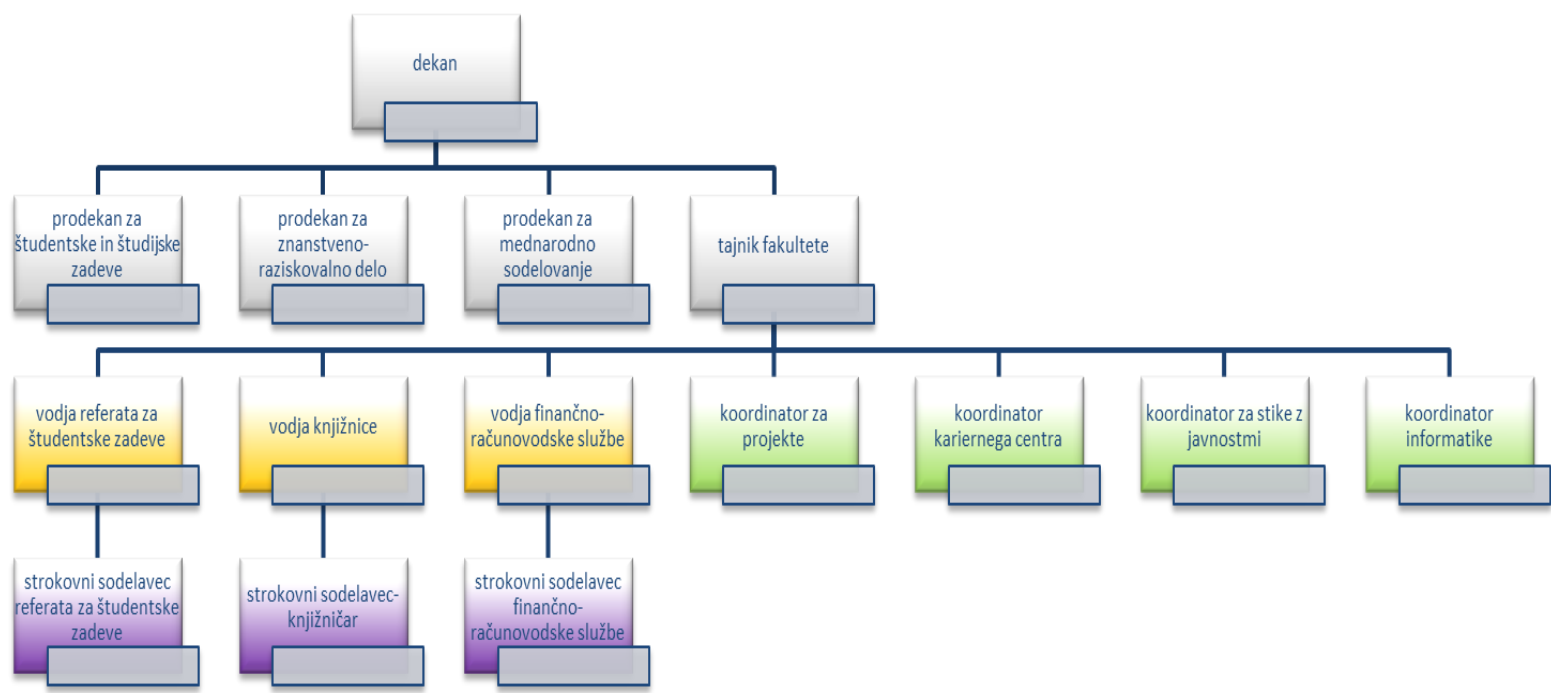 dekan
prodekan za
študentske in študijske
zadeve
prodekan za
znanstveno-
raziskovalno delo
prodekan za
mednarodno
sodelovanje
tajnik fakultete
vodja referata za
študentske zadeve
vodja knjižnice
vodja finančno-
računovodske službe
koordinator za
projekte
koordinator
kariernega centra
koordinator za stike z
javnostmi
koordinator
informatike
strokovni sodelavec
referata za študentske
zadeve
strokovni sodelavec-
knjižničar
strokovni sodelavec
finančno-
računovodske službe